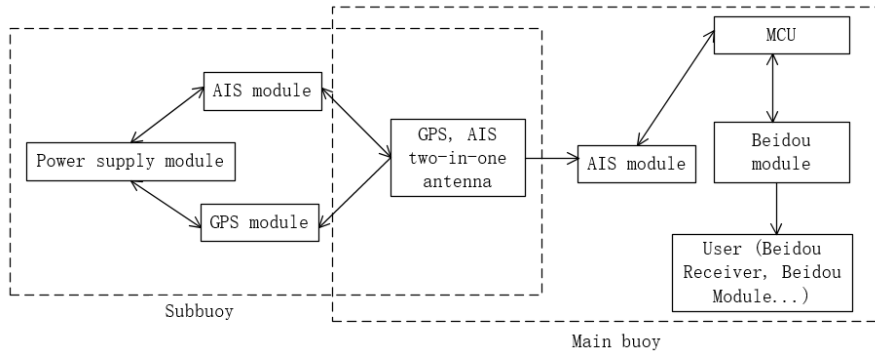 MCU
AIS module
GPS, AIS
two-in-one
antenna
Power supply module
AIS module
Beidou
module
GPS module
User (Beidou
Receiver, Beidou
Module...)
Subbuoy
Main buoy